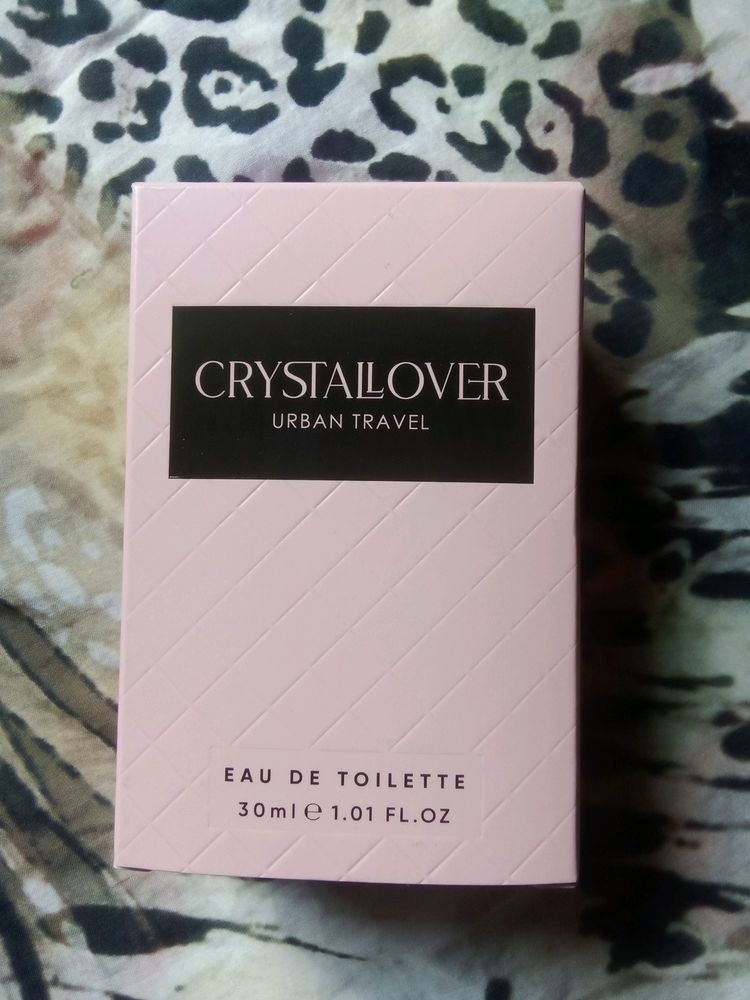 CRYSTALLOVER
URBAN TRAVEL
EAU DE TOILETTE
30ml ℮ 1.01 FL.OZ